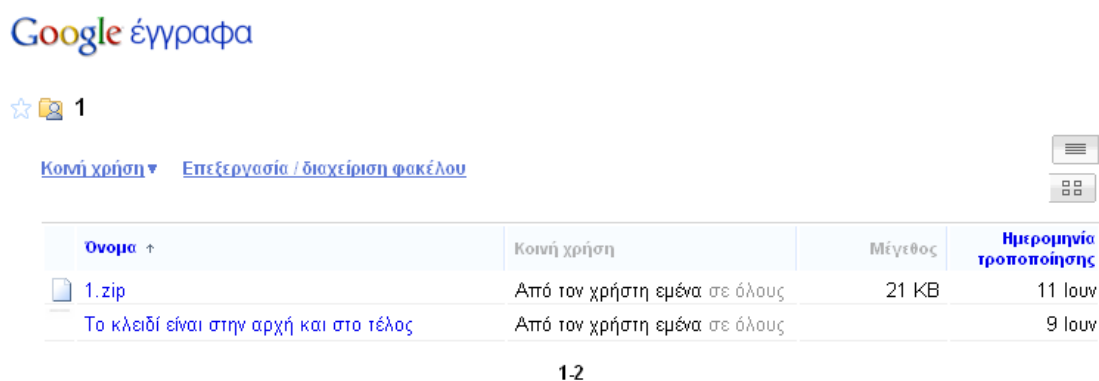 Google έγγραφα
1
Κοινή χρήση Επεξεργασία / διαχείριση φακέλου
Όνομα ↑ Κοινή χρήση Μέγεθος Ημερομηνία τροποποίησης
1.zip Από τον χρήστη εμένα σε όλους 21 KB 11 Ιουν
Το κλειδί είναι στην αρχή και στο τέλος Από τον χρήστη εμένα σε όλους 9 Ιουν
1-2